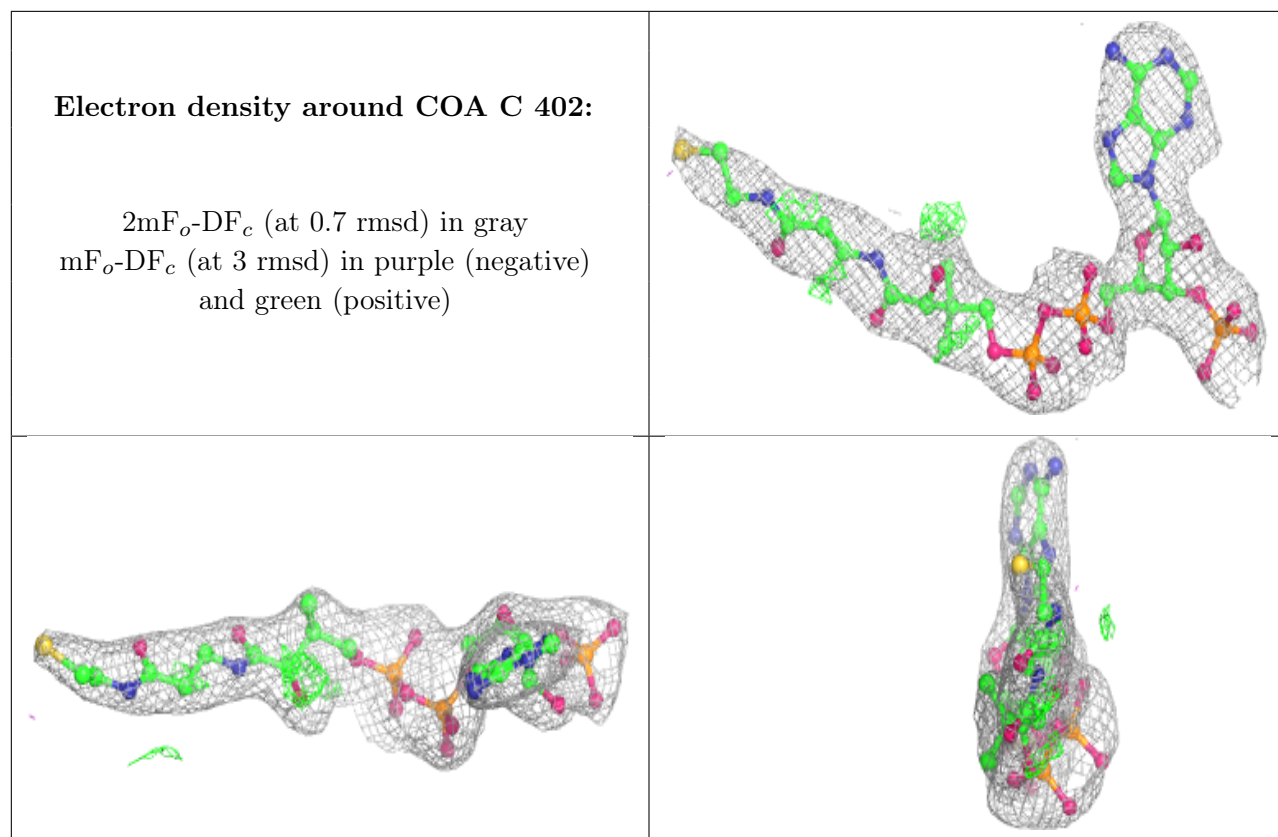 Electron density around COA C 402:
2mFo-DFc (at 0.7 rmsd) in gray
mFo-DFc (at 3 rmsd) in purple (negative)
and green (positive)